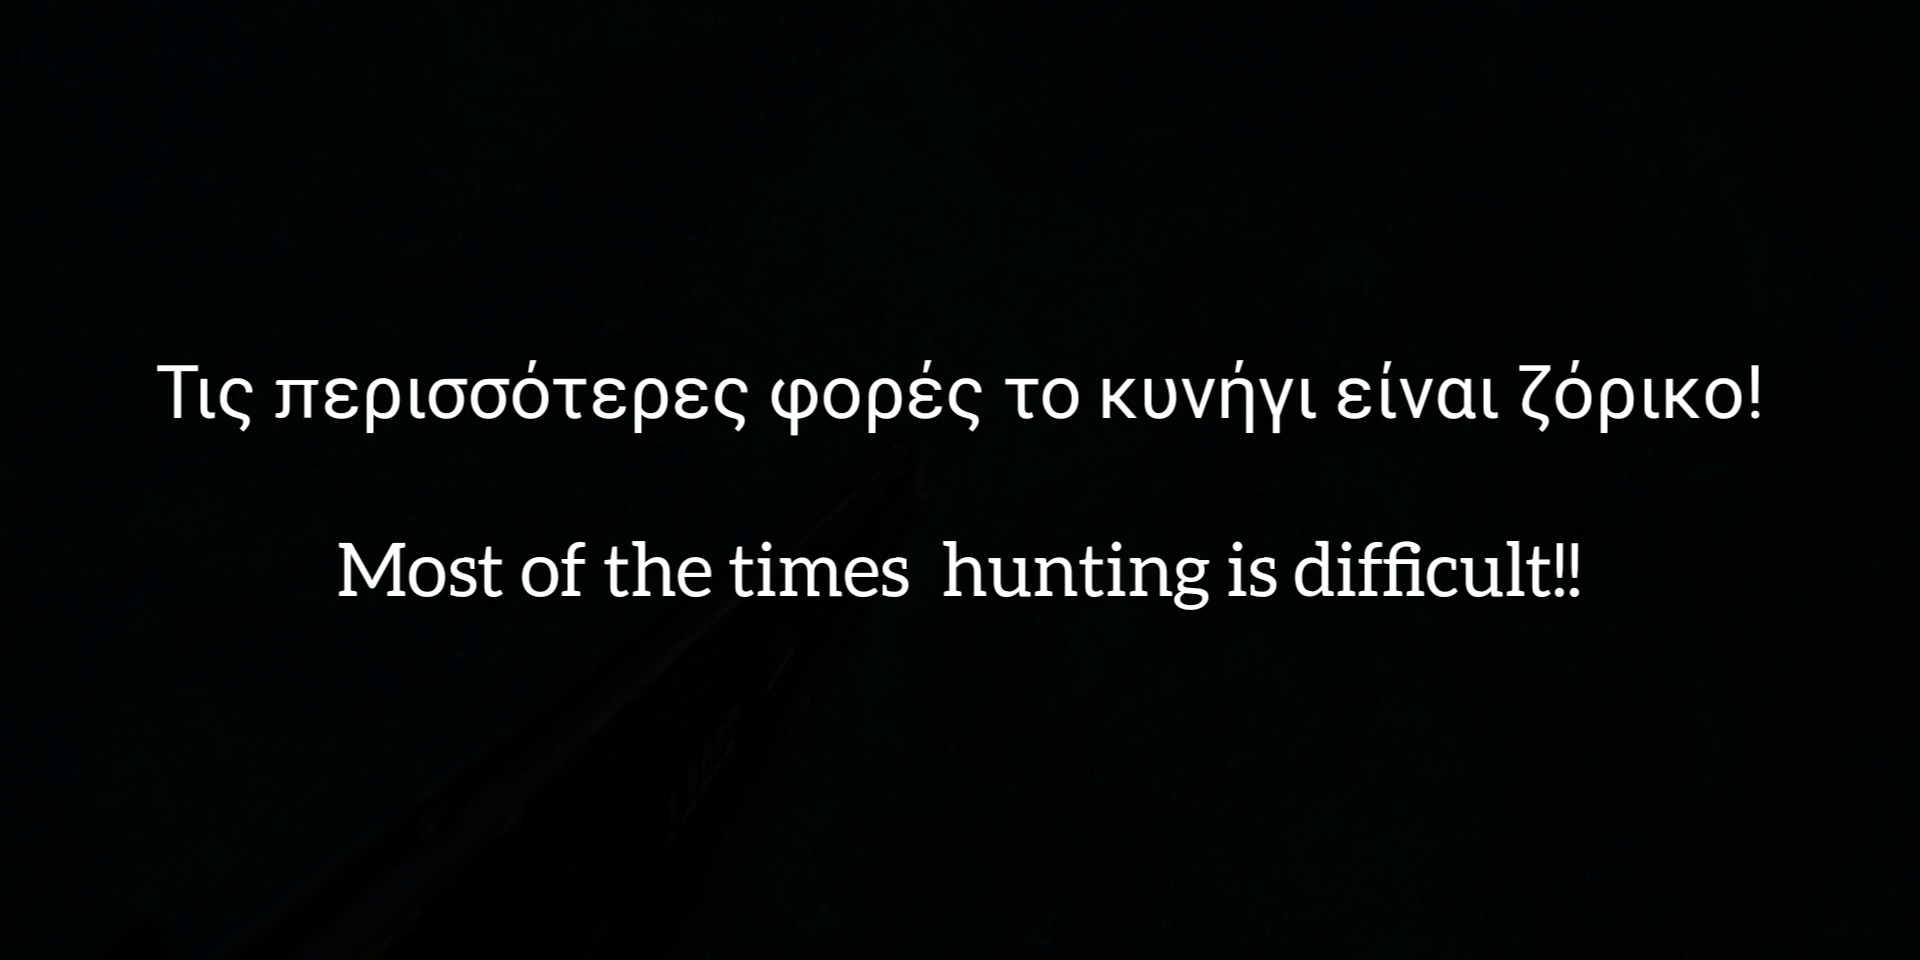 Τις περισσότερες φορές το κυνήγι είναι ζόρικο!
Most of the times  hunting is difficult!!